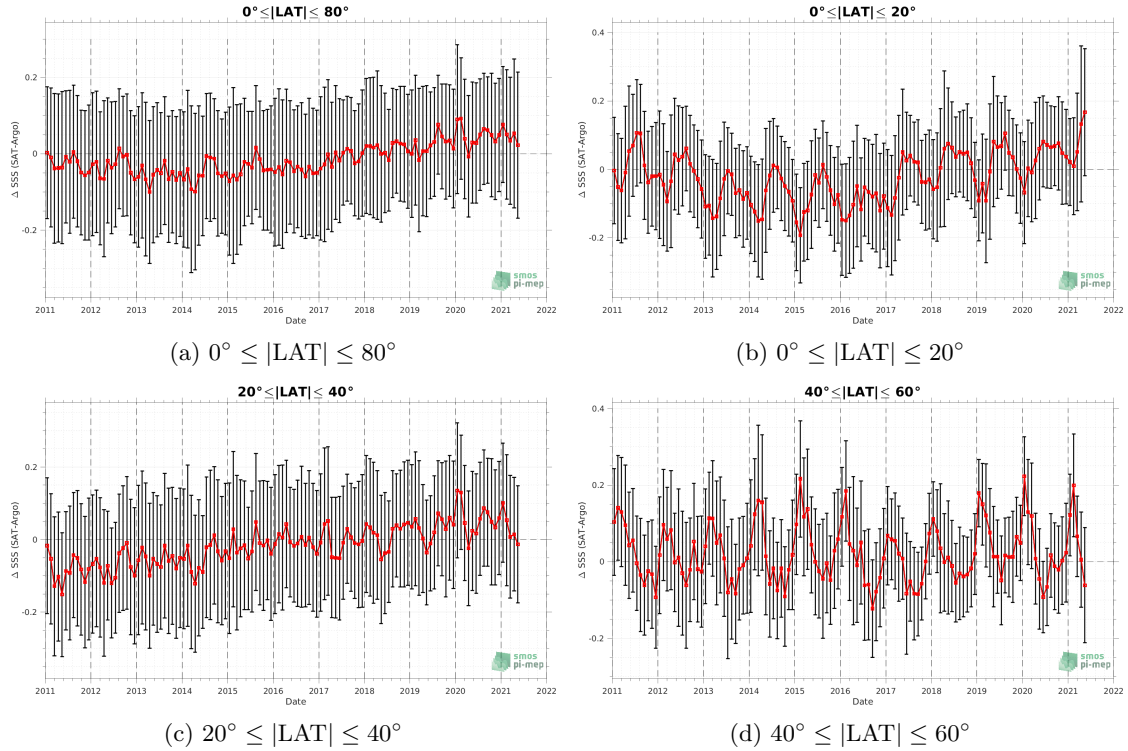 0°≤|LAT|≤ 80°
Δ SSS (SAT-Argo)
0.2
0
-0.2
smos
pi-mep
2011 2012 2013 2014 2015 2016 2017 2018 2019 2020 2021 2022
Date
(a) 0° ≤ |LAT| ≤ 80°
0°≤|LAT|≤ 20°
Δ SSS (SAT-Argo)
0.4
0.2
0
-0.2
smos
pi-mep
2011 2012 2013 2014 2015 2016 2017 2018 2019 2020 2021 2022
Date
(b) 0° ≤ |LAT| ≤ 20°
20°≤|LAT|≤ 40°
Δ SSS (SAT-Argo)
0.2
0
-0.2
smos
pi-mep
2011 2012 2013 2014 2015 2016 2017 2018 2019 2020 2021 2022
Date
(c) 20° ≤ |LAT| ≤ 40°
40°≤|LAT|≤ 60°
Δ SSS (SAT-Argo)
0.4
0.2
0
-0.2
smos
pi-mep
2011 2012 2013 2014 2015 2016 2017 2018 2019 2020 2021 2022
Date
(d) 40° ≤ |LAT| ≤ 60°